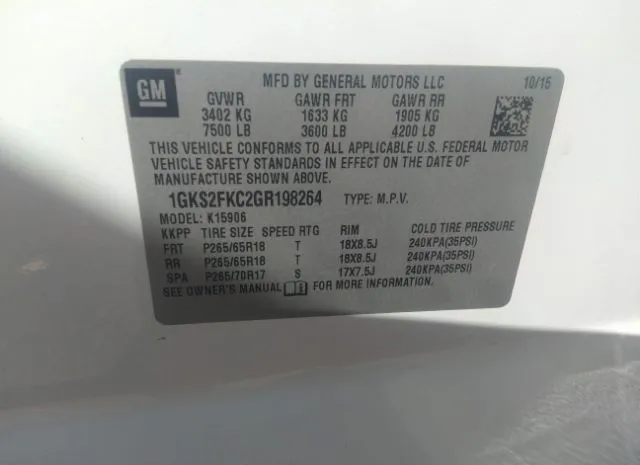 GM
MFD BY GENERAL MOTORS LLC 10/15
GVWR GAWR FRT GAWR RR
3402 KG 1633 KG 1905 KG
7500 LB 3600 LB 4200 LB
THIS VEHICLE CONFORMS TO ALL APPLICABLE U.S. FEDERAL MOTOR
VEHICLE SAFETY STANDARDS IN EFFECT ON THE DATE OF
MANUFACTURE SHOWN ABOVE.
1GKS2FKC2GR198264 TYPE: M.P.V.
MODEL: K15906
KKPP TIRE SIZE SPEED RTG RIM COLD TIRE PRESSURE
FRT P265/65R18 T 18X8.5J 240KPA(35PSI)
RR P265/65R18 T 18X8.5J 240KPA(35PSI)
SPA P265/70R17 S 17X7.5J 240KPA(35PSI)
SEE OWNER'S MANUAL FOR MORE INFORMATION.